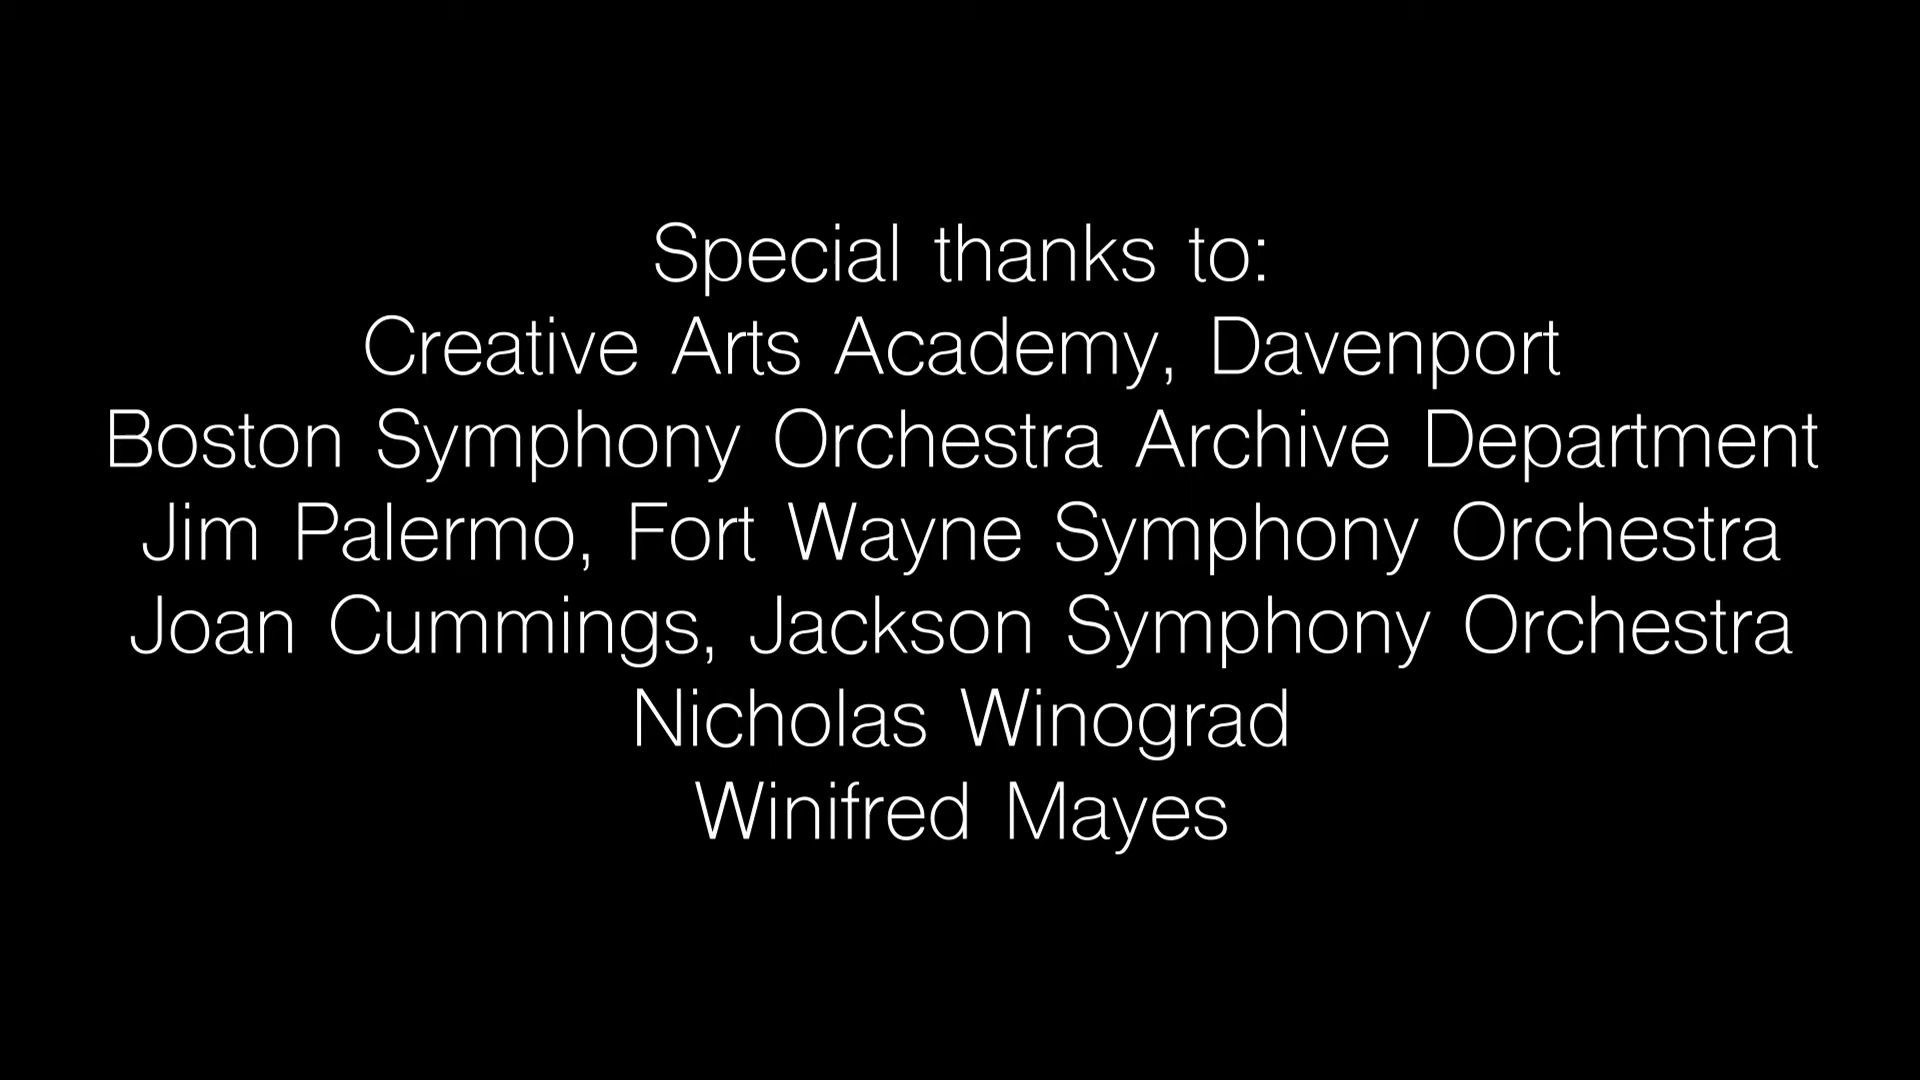 Special thanks to:
Creative Arts Academy, Davenport
Boston Symphony Orchestra Archive Department
Jim Palermo, Fort Wayne Symphony Orchestra
Joan Cummings, Jackson Symphony Orchestra
Nicholas Winograd
Winifred Mayes